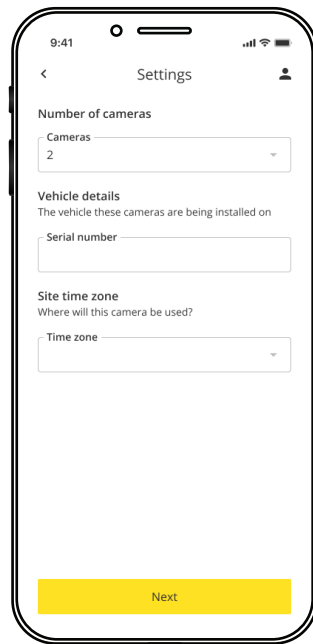 9:41
Settings
Number of cameras
Cameras
2
Vehicle details
The vehicle these cameras are being installed on
Serial number
Site time zone
Where will this camera be used?
Time zone
Next